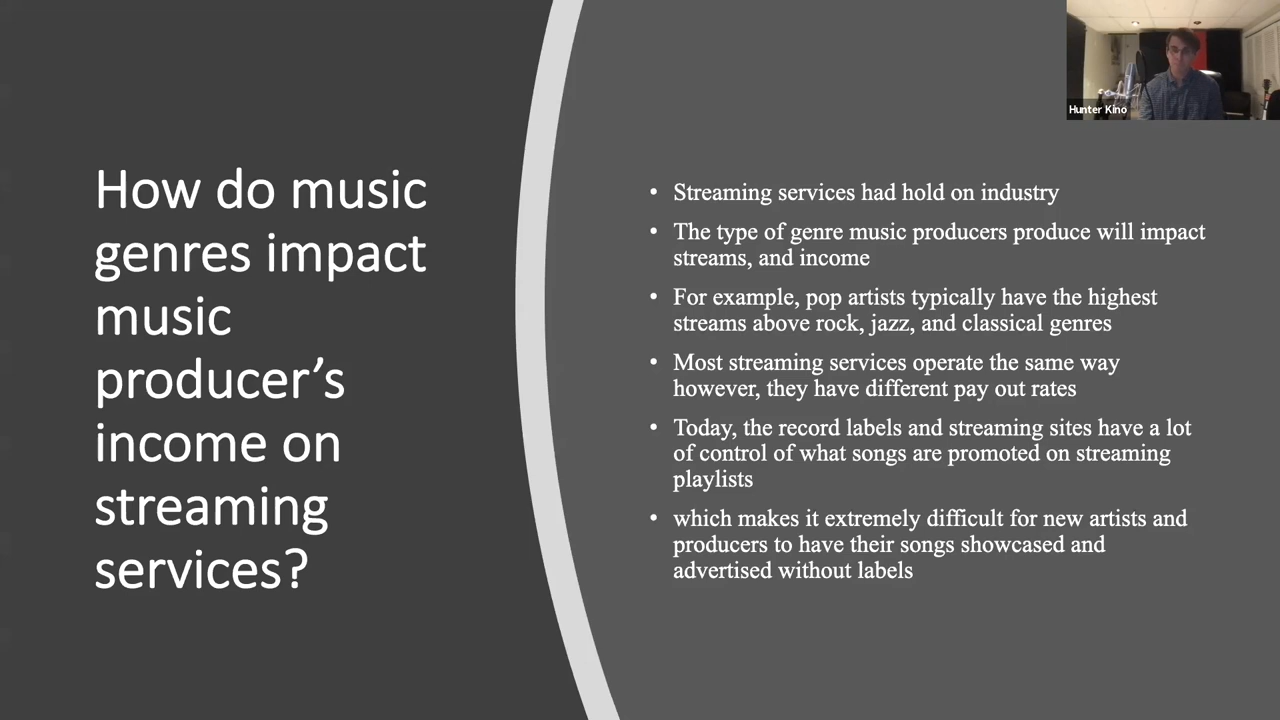 How do music
genres impact
music
producer’s
income on
streaming
services?
• Streaming services had hold on industry
• The type of genre music producers produce will impact
streams, and income
• For example, pop artists typically have the highest
streams above rock, jazz, and classical genres
• Most streaming services operate the same way
however, they have different pay out rates
• Today, the record labels and streaming sites have a lot
of control of what songs are promoted on streaming
playlists
• which makes it extremely difficult for new artists and
producers to have their songs showcased and
advertised without labels
Hunter Kino